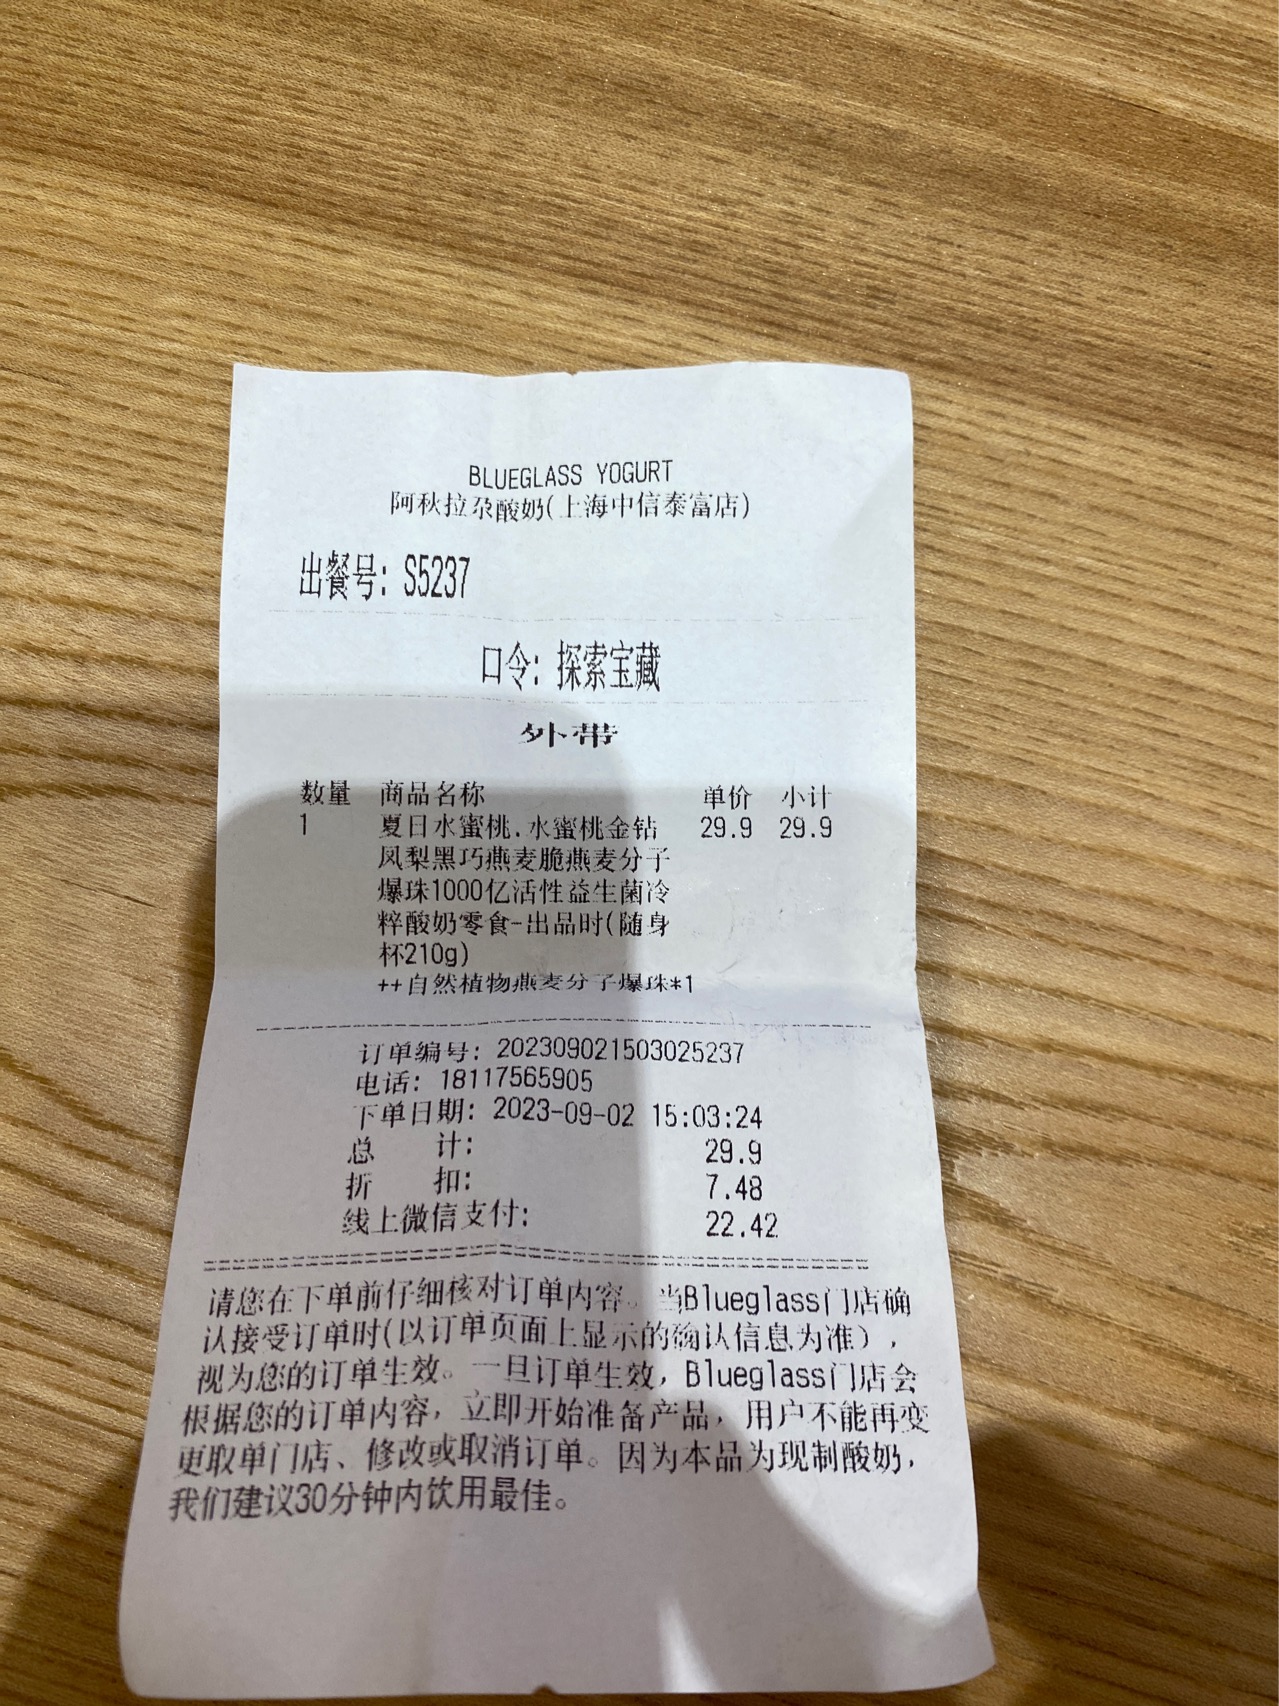 BLUEGLASS YOGURT
阿秋拉尕酸奶(上海中信泰富店)
出餐号: S5237
口令: 探索宝藏
外带
数量 商品名称 单价 小计
1 夏日水蜜桃.水蜜桃金钻 29.9 29.9
凤梨黑巧燕麦脆燕麦分子
爆珠1000亿活性益生菌冷
粹酸奶零食-出品时(随身
杯210g)
++自然植物燕麦分子爆珠*1
订单编号: 202309021503025237
电话: 18117565905
下单日期: 2023-09-02 15:03:24
总 计: 29.9
折 扣: 7.48
线上微信支付: 22.42
请您在下单前仔细核对订单内容。当Blueglass门店确
认接受订单时(以订单页面上显示的确认信息为准),
视为您的订单生效。一旦订单生效, Blueglass门店会
根据您的订单内容, 立即开始准备产品, 用户不能再变
更取单门店、修改或取消订单。因为本品为现制酸奶,
我们建议30分钟内饮用最佳。